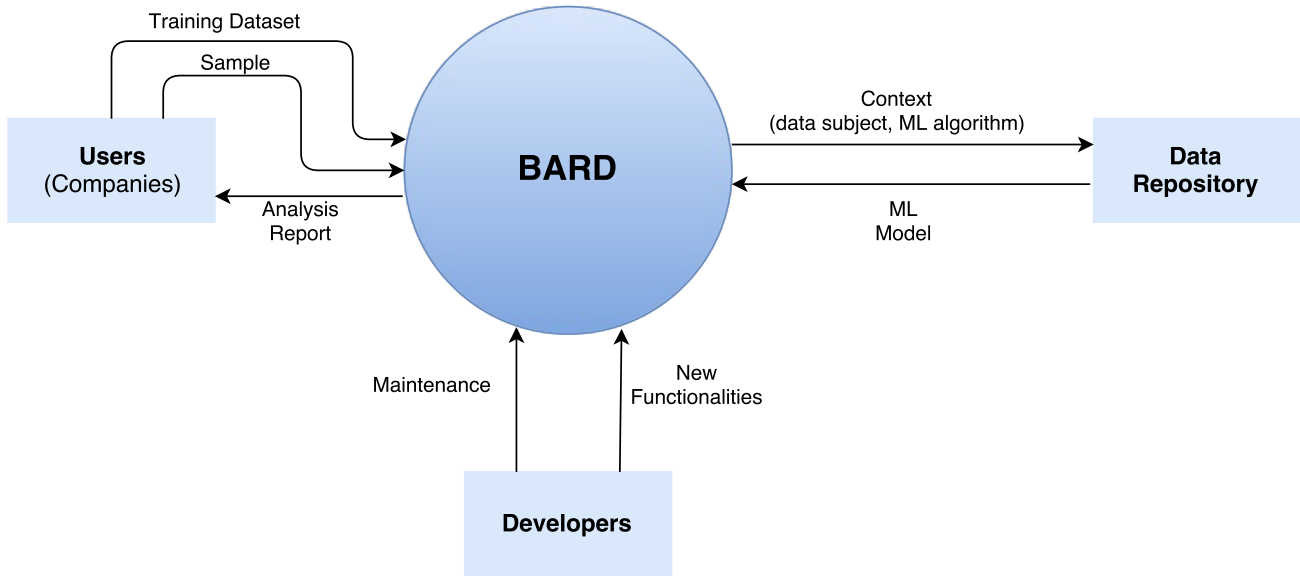 Training Dataset
Sample
Users
(Companies)
Analysis
Report
BARD
Context
(data subject, ML algorithm)
ML
Model
Data
Repository
Maintenance
New
Functionalities
Developers